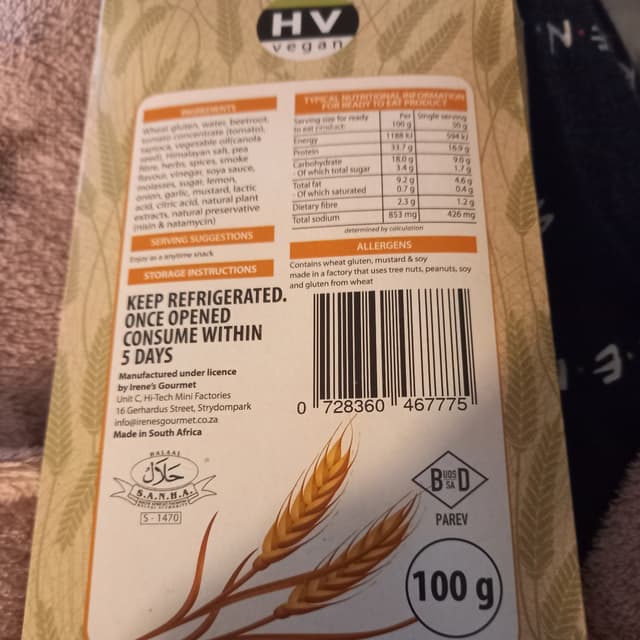 HV
vegan
INGREDIENTS
Wheat gluten, water, beetroot,
tomato concentrate (tomato),
tapioca, vegetable oil(canola
seed), Himalayan salt, pea
fibre, herbs, spices, smoke
flavour, vinegar, soya sauce,
molasses, sugar, lemon,
onion, garlic, mustard, lactic
acid, citric acid, natural plant
extracts, natural preservative
(nisin & natamycin)
SERVING SUGGESTIONS
Enjoy as a anytime snack
STORAGE INSTRUCTIONS
KEEP REFRIGERATED.
ONCE OPENED
CONSUME WITHIN
5 DAYS
Manufactured under licence
by Irene's Gourmet
Unit C, Hi-Tech Mini Factories
16 Gerhardus Street, Strydompark
info@irenesgourmet.co.za
Made in South Africa
HALAAL
حلال
S.A.N.H.A.
S - 1470
TYPICAL NUTRITIONAL INFORMATION
FOR READY TO EAT PRODUCT
Serving size for ready to eat product: Per 100 g Single serving 50 g
Energy 1188 kJ 594 kJ
Protein 33.7 g 16.9 g
Carbohydrate 18.0 g 9.6 g
- Of which total sugar 3.4 g 1.7 g
Total fat 9.2 g 4.6 g
- Of which saturated 0.7 g 0.4 g
Dietary fibre 2.3 g 1.2 g
Total sodium 853 mg 426 mg
determined by calculation
ALLERGENS
Contains wheat gluten, mustard & soy
made in a factory that uses tree nuts, peanuts, soy
and gluten from wheat
0 728360 467775
B UOS SA D
PAREV
100 g